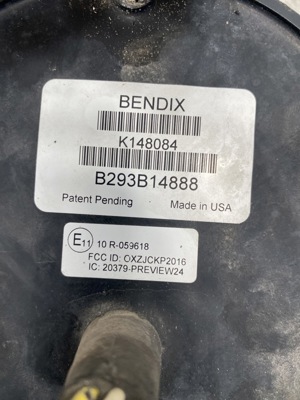 BENDIX
K148084
B293B14888
Patent Pending Made in USA
E11 10 R-059618
FCC ID: OXZJCKP2016
IC: 20379-PREVIEW24